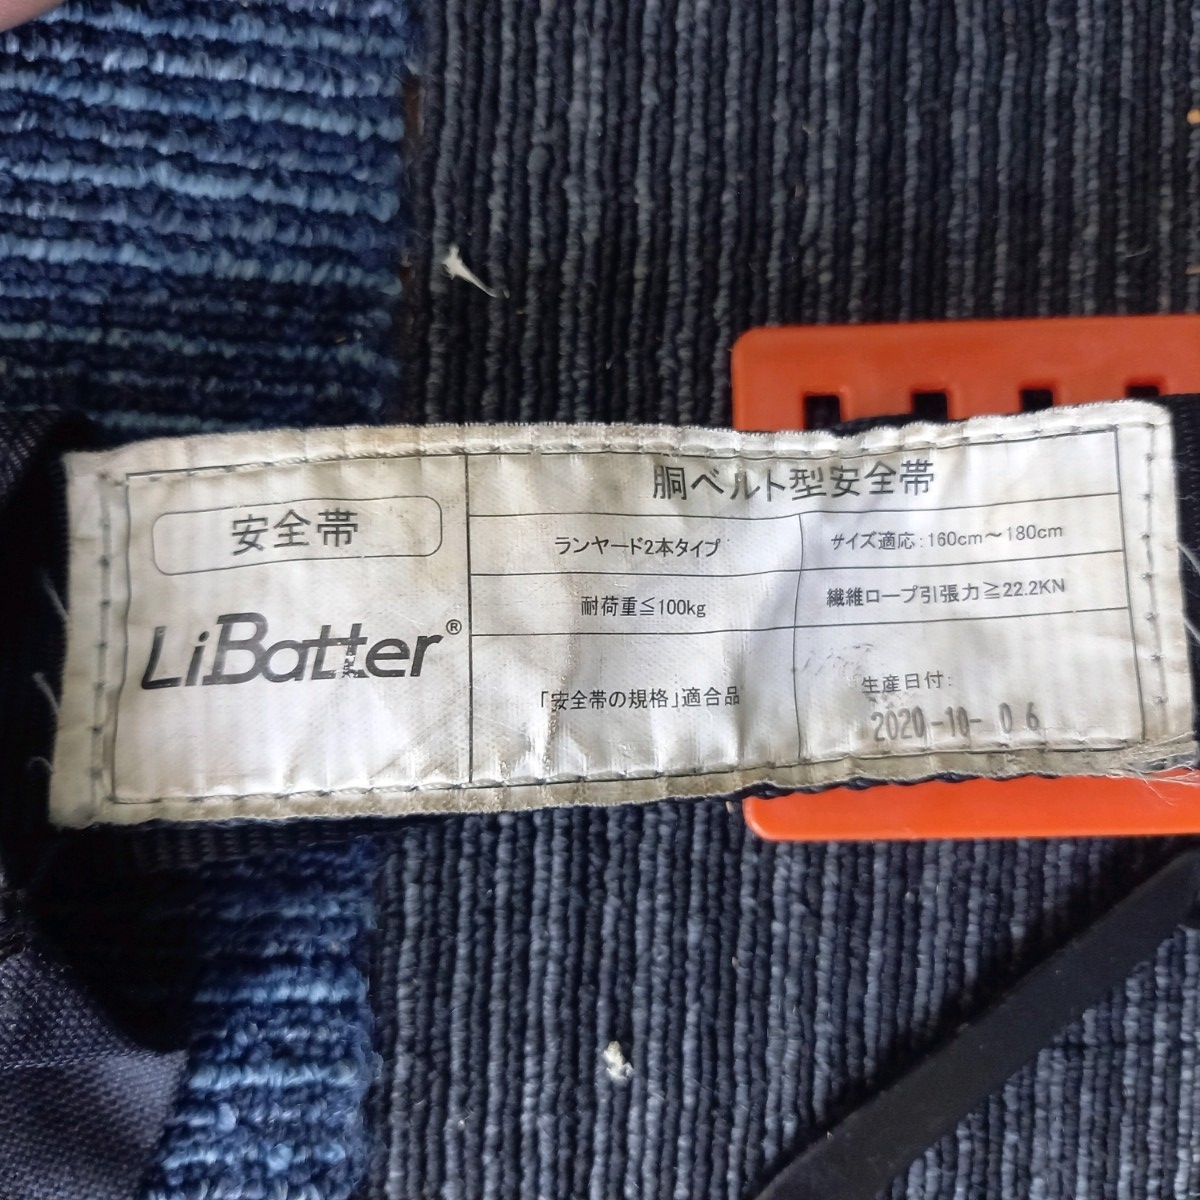 安全帯
LiBatter®
胴ベルト型安全帯
ランヤード2本タイプ
サイズ適応:160cm~180cm
耐荷重≦100kg
繊維ロープ引張力≧22.2KN
「安全帯の規格」適合品
生産日付:
2020-10-06